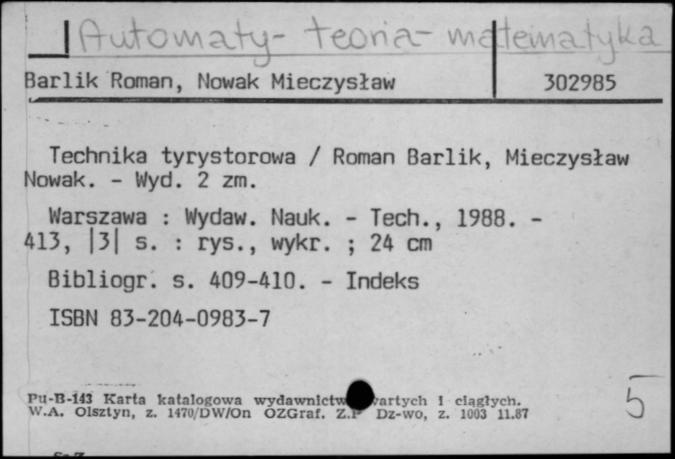 Automaty - teoria - matematyka
Barlik Roman, Nowak Mieczysław 302985
Technika tyrystorowa / Roman Barlik, Mieczysław
Nowak. - Wyd. 2 zm.
Warszawa : Wydaw. Nauk. - Tech., 1988. -
413, |3| s. : rys., wykr. ; 24 cm
Bibliogr. s. 409-410. - Indeks
ISBN 83-204-0983-7
Pu-B-143 Karta katalogowa wydawnictw zwartych i ciągłych.
W.A. Olsztyn, z. 1470/DW/On OZGraf. Z.P Dz-wo, z. 1003 11.87
5